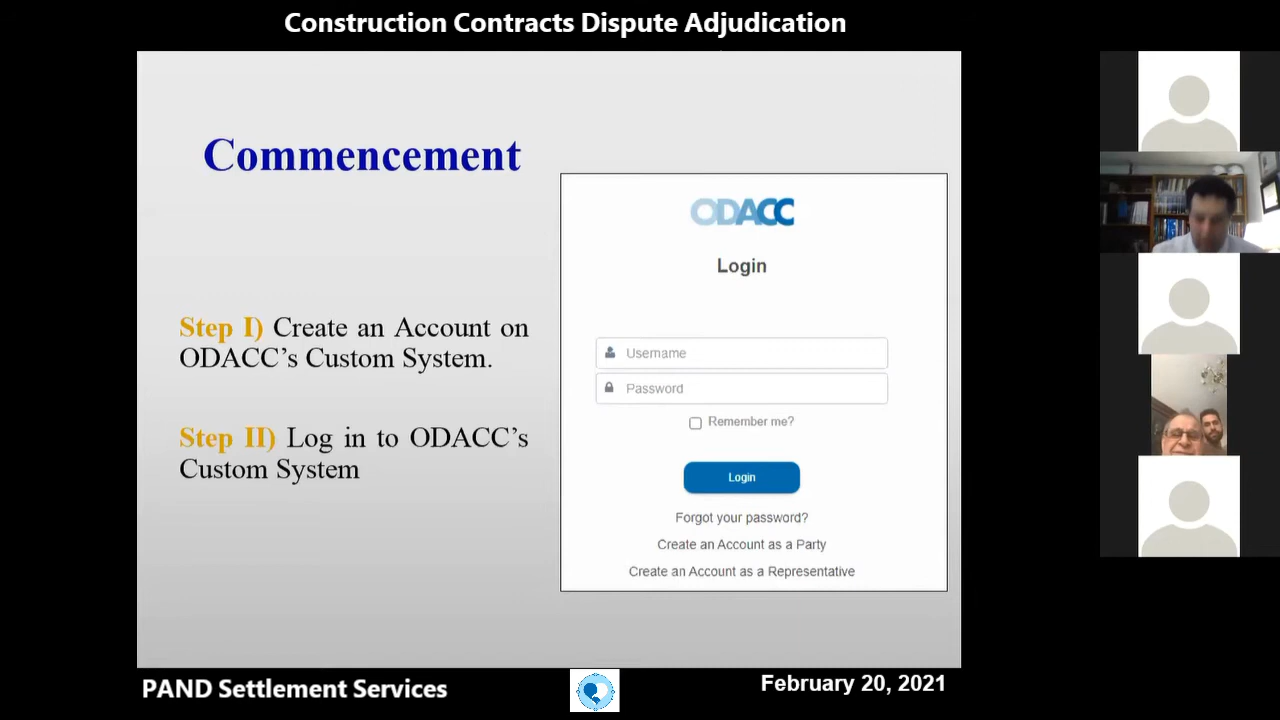 Construction Contracts Dispute Adjudication
Commencement
Step I) Create an Account on
ODACC’s Custom System.
Step II) Log in to ODACC’s
Custom System
ODACC
Login
Username
Password
Remember me?
Login
Forgot your password?
Create an Account as a Party
Create an Account as a Representative
PAND Settlement Services
February 20, 2021